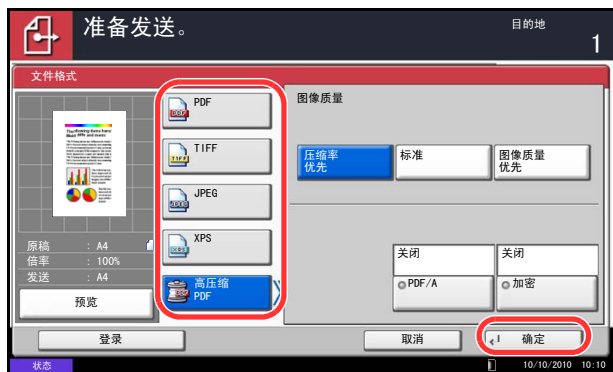 准备发送。
目的地
1
文件格式
PDF
TIFF
JPEG
XPS
高压缩
PDF
图像质量
压缩率
优先
标准
图像质量
优先
原稿 : A4
倍率 : 100%
发送 : A4
预览
关闭
关闭
PDF/A
加密
登录
取消
确定
状态
10/10/2010 10:10